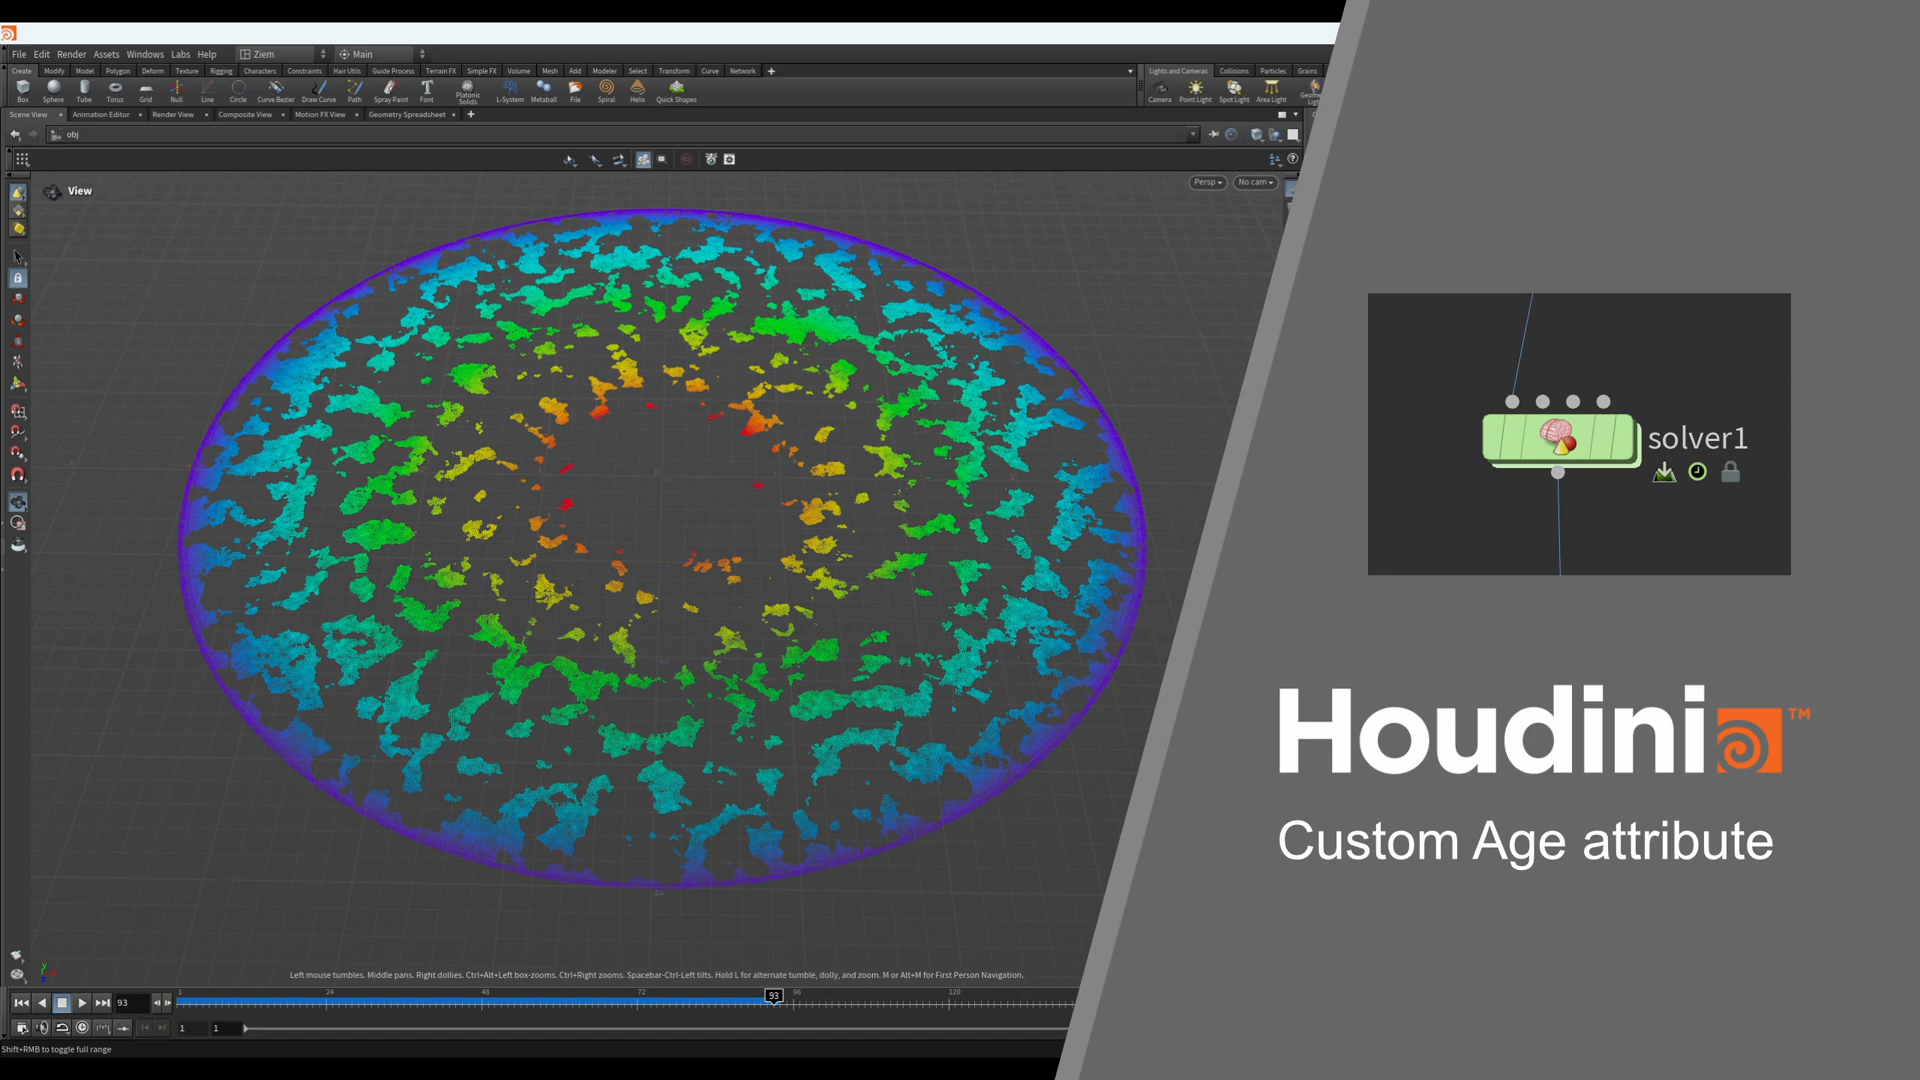 File Edit Render Assets Windows Labs Help Ziem Main
Create Modify Model Polygon Deform Texture Rigging Characters Constraints Hair Utils Guide Process Terrain FX Simple FX Volume Mesh Add Modeler Select Transform Curve Network Lights and Cameras Collisions Particles Grains
Box Sphere Tube Torus Grid Null Line Circle Curve Bezier Draw Curve Path Spray Paint Font Platonic Solids L-System Metaball File Spiral Helix Quick Shapes Camera Point Light Spot Light Area Light
Scene View Animation Editor Render View Composite View Motion FX View Geometry Spreadsheet
obj
View Persp No cam
solver1
Houdini™
Custom Age attribute
Left mouse tumbles. Middle pans. Right dollies. Ctrl+Alt+Left box-zooms. Ctrl+Right zooms. Spacebar-Ctrl-Left tilts. Hold L for alternate tumble, dolly, and zoom. M or Alt+M for First Person Navigation.
93 1 24 48 72 93 96 120
1 1
Shift+RMB to toggle full range